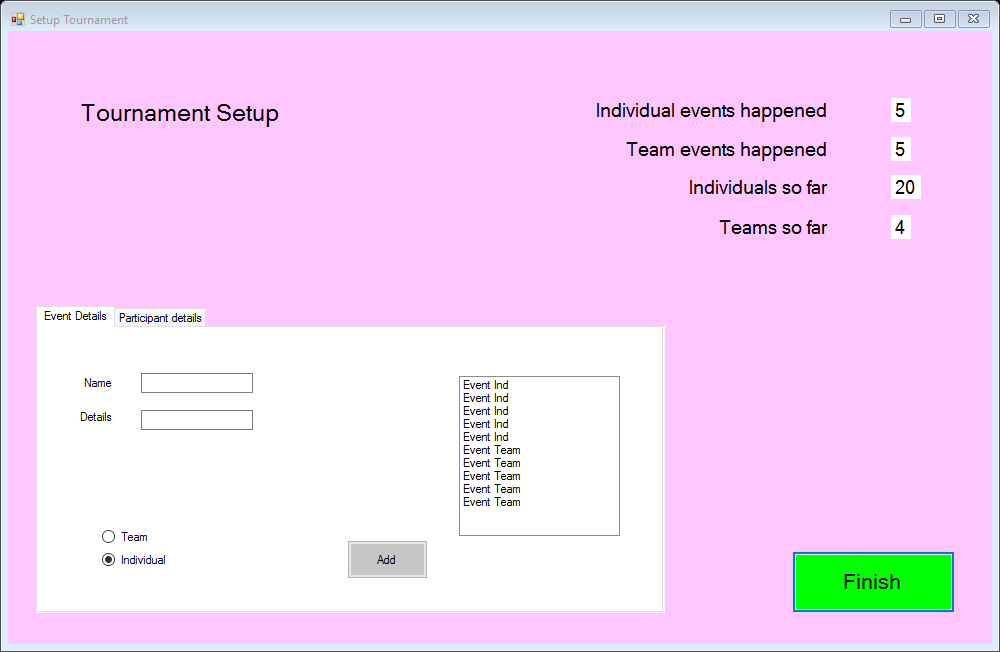 Setup Tournament
Tournament Setup
Individual events happened 5
Team events happened 5
Individuals so far 20
Teams so far 4
Event Details Participant details
Name
Details
Event Ind
Event Ind
Event Ind
Event Ind
Event Ind
Event Team
Event Team
Event Team
Event Team
Event Team
Team
Individual
Add
Finish